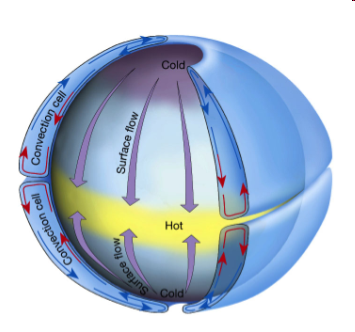 Cold
Convection cell
Surface flow
Hot
Convection cell
Surface flow
Cold